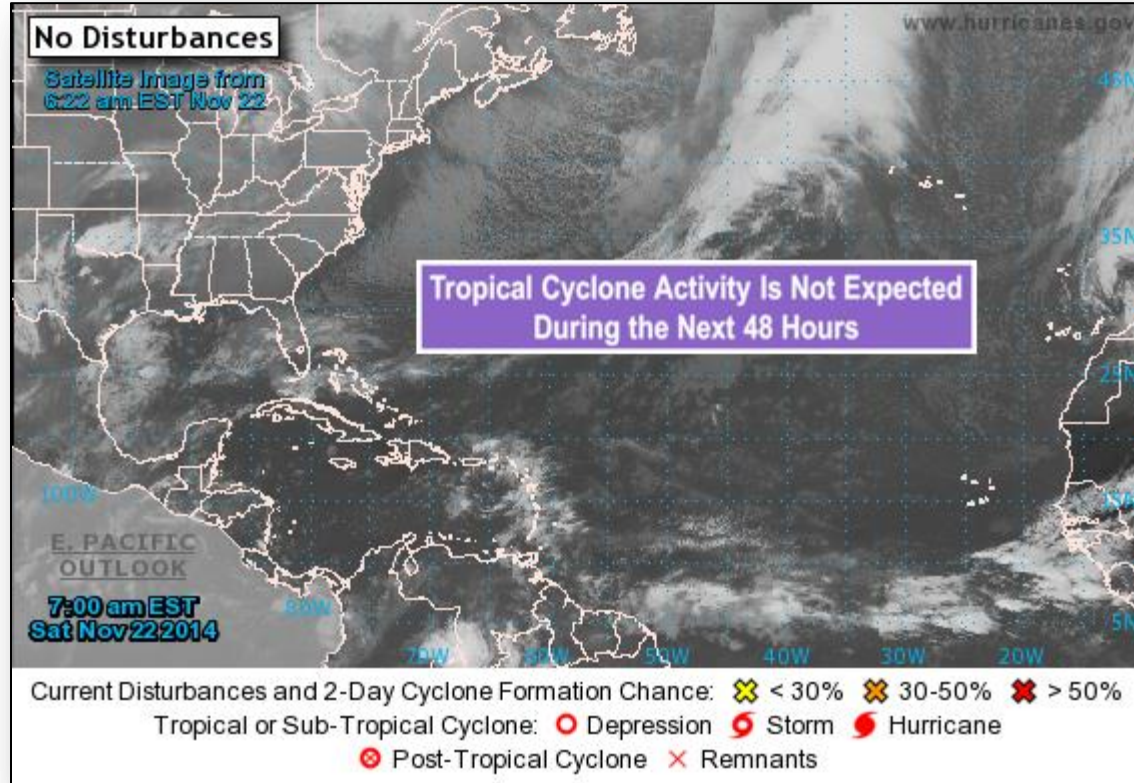 No Disturbances
www.hurricanes.gov
Satellite Image from
6:22 am EST Nov 22
45N
35N
Tropical Cyclone Activity Is Not Expected
During the Next 48 Hours
25N
100W
15N
E. PACIFIC
OUTLOOK
7:00 am EST
Sat Nov 22 2014
80W
5N
70W 60W 50W 40W 30W 20W
Current Disturbances and 2-Day Cyclone Formation Chance: < 30% 30-50% > 50%
Tropical or Sub-Tropical Cyclone: Depression Storm Hurricane
Post-Tropical Cyclone Remnants